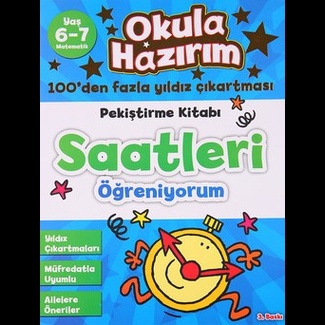 Yaş
6-7
Matematik
Okula
Hazırım
100'den fazla yıldız çıkartması
Pekiştirme Kitabı
Saatleri
Öğreniyorum
Yıldız
Çıkartmaları
Müfredatla
Uyumlu
Ailelere
Öneriler
3. Baskı